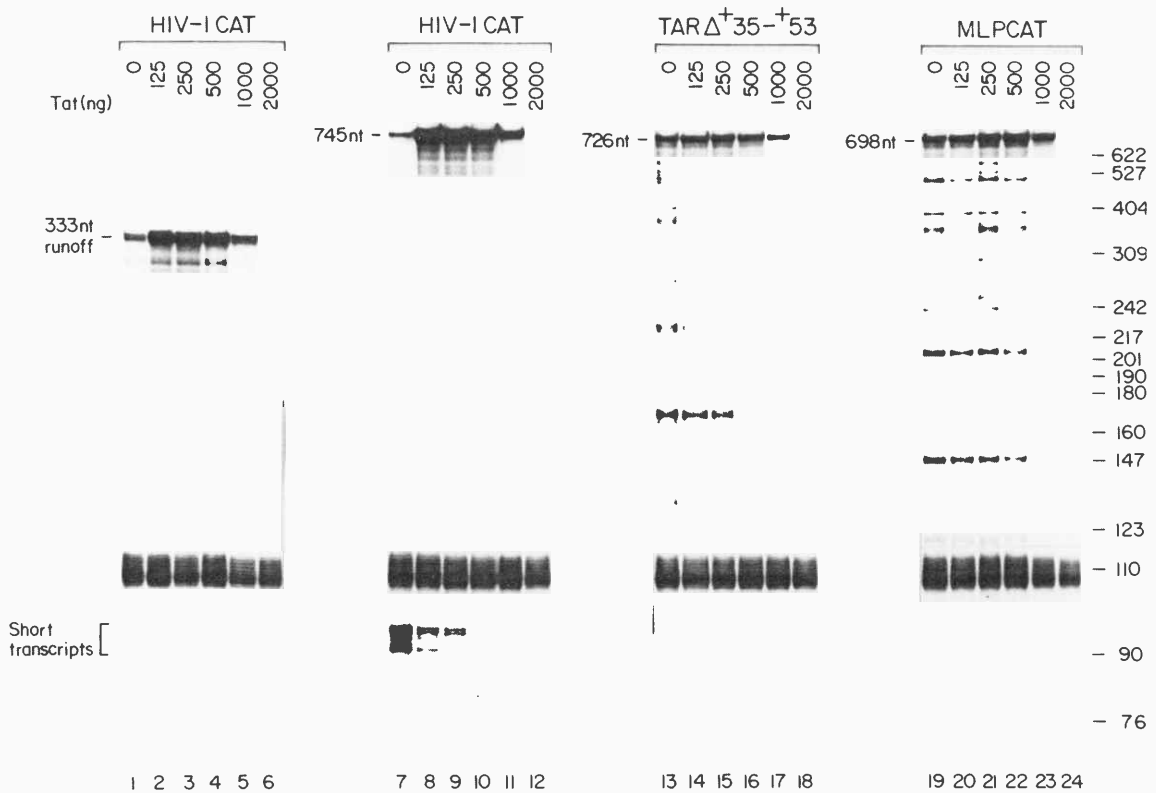 HIV-1 CAT
HIV-1 CAT
TAR Δ+35-+53
MLPCAT
Tat(ng)
0 125 250 500 1000 2000
0 125 250 500 1000 2000
0 125 250 500 1000 2000
0 125 250 500 1000 2000
745nt –
726nt –
698nt –
333nt –
runoff
– 622
– 527
– 404
– 309
– 242
– 217
– 201
– 190
– 180
– 160
– 147
– 123
– 110
– 90
– 76
Short
transcripts
1 2 3 4 5 6
7 8 9 10 11 12
13 14 15 16 17 18
19 20 21 22 23 24